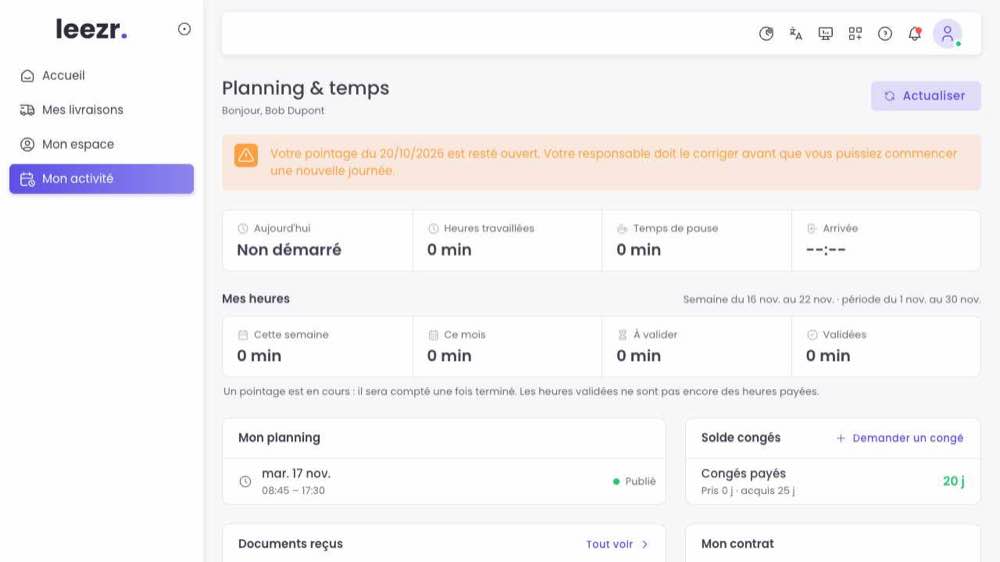 leezr.
Accueil
Mes livraisons
Mon espace
Mon activité
Planning & temps
Bonjour, Bob Dupont
Actualiser
Votre pointage du 20/10/2026 est resté ouvert. Votre responsable doit le corriger avant que vous puissiez commencer
une nouvelle journée.
Aujourd'hui
Non démarré
Heures travaillées
0 min
Temps de pause
0 min
Arrivée
--:--
Mes heures
Semaine du 16 nov. au 22 nov. · période du 1 nov. au 30 nov.
Cette semaine
0 min
Ce mois
0 min
À valider
0 min
Validées
0 min
Un pointage est en cours : il sera compté une fois terminé. Les heures validées ne sont pas encore des heures payées.
Mon planning
mar. 17 nov.
08:45 – 17:30
Publié
Solde congés
Demander un congé
Congés payés
Pris 0 j · acquis 25 j
20 j
Documents reçus
Tout voir
Mon contrat